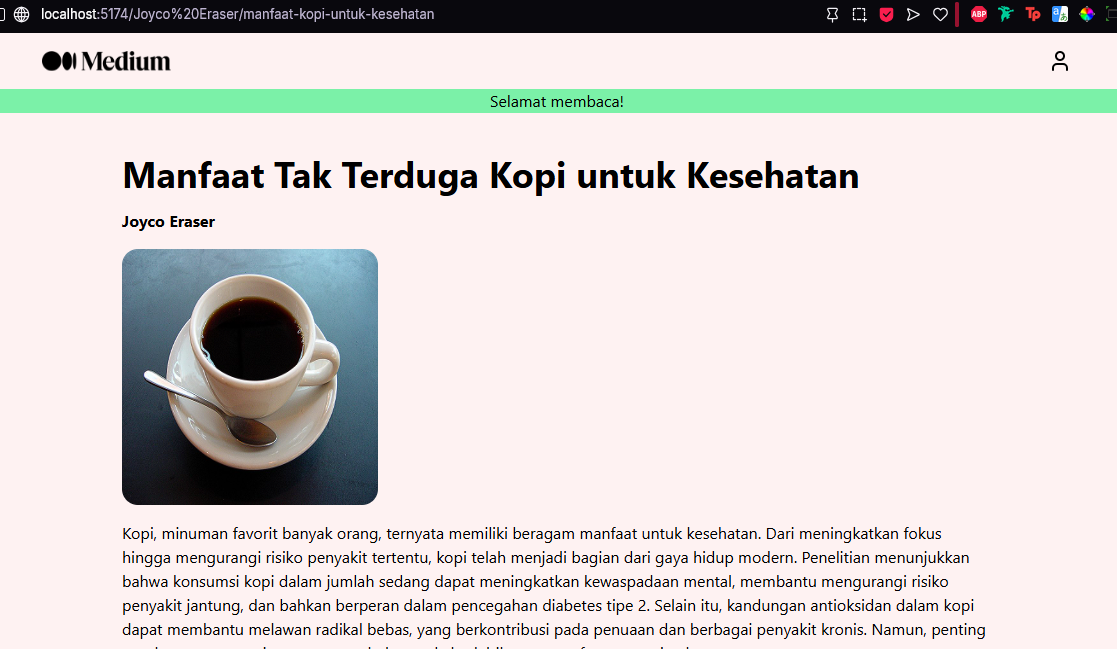 localhost:5174/Joyco%20Eraser/manfaat-kopi-untuk-kesehatan
ABP
Tp
Medium
Selamat membaca!
Manfaat Tak Terduga Kopi untuk Kesehatan
Joyco Eraser
Kopi, minuman favorit banyak orang, ternyata memiliki beragam manfaat untuk kesehatan. Dari meningkatkan fokus
hingga mengurangi risiko penyakit tertentu, kopi telah menjadi bagian dari gaya hidup modern. Penelitian menunjukkan
bahwa konsumsi kopi dalam jumlah sedang dapat meningkatkan kewaspadaan mental, membantu mengurangi risiko
penyakit jantung, dan bahkan berperan dalam pencegahan diabetes tipe 2. Selain itu, kandungan antioksidan dalam kopi
dapat membantu melawan radikal bebas, yang berkontribusi pada penuaan dan berbagai penyakit kronis. Namun, penting